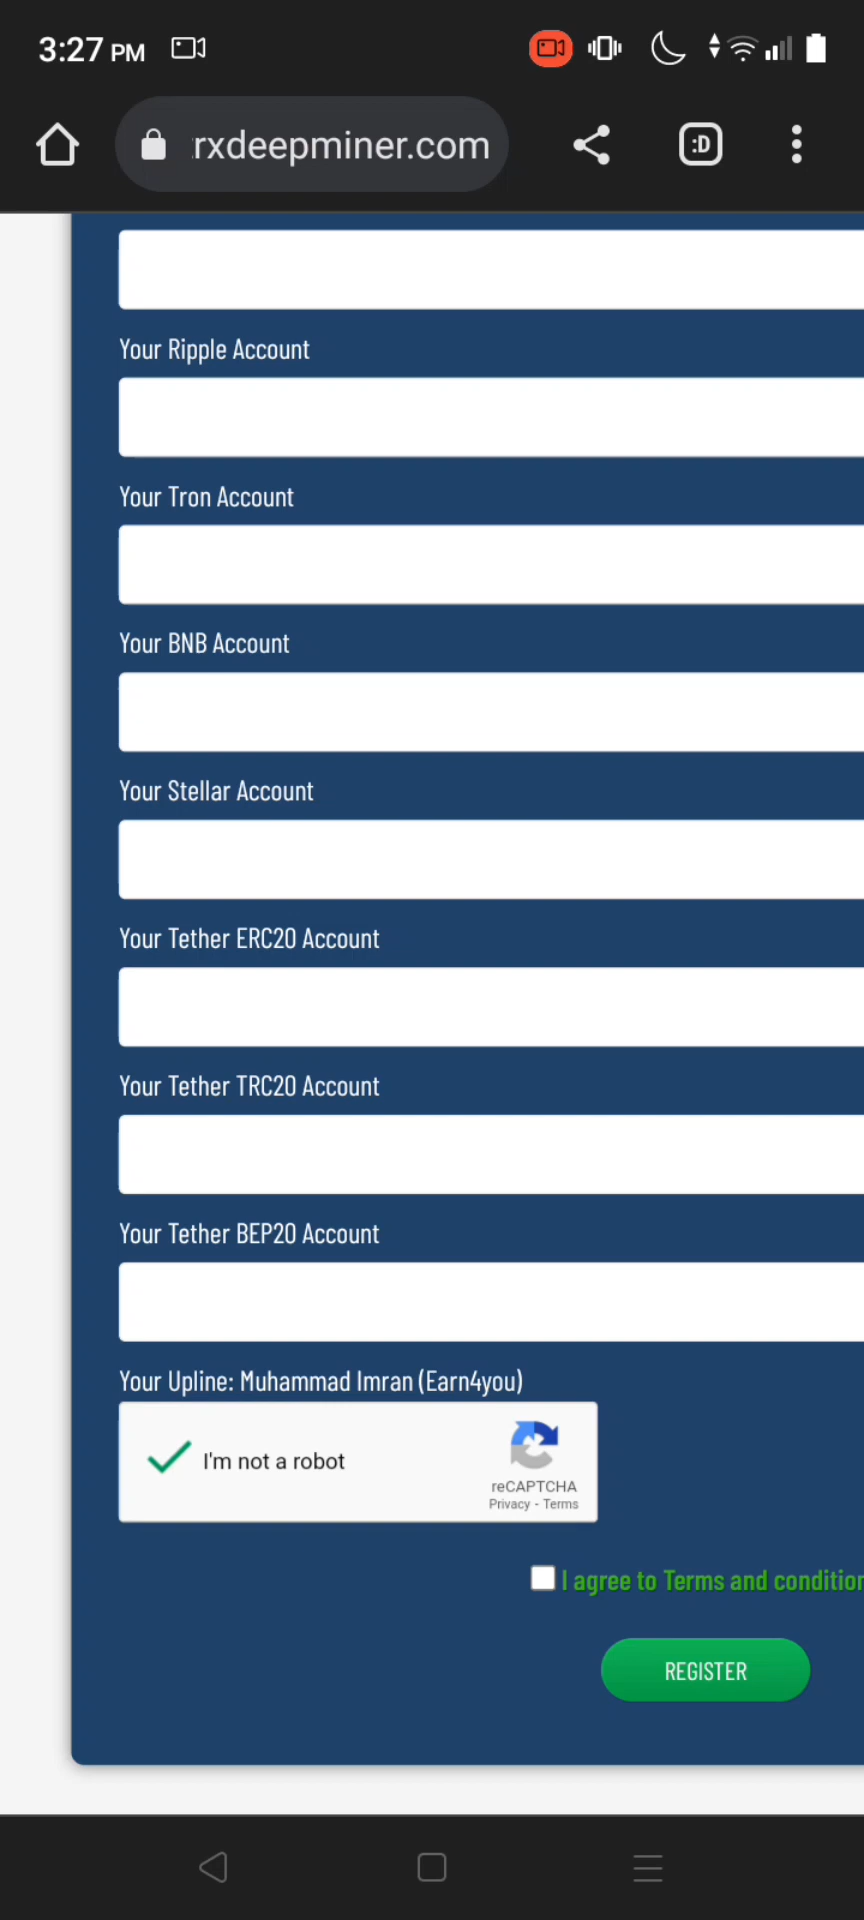 3:27 PM
rxdeepminer.com
:D
Your Ripple Account
Your Tron Account
Your BNB Account
Your Stellar Account
Your Tether ERC20 Account
Your Tether TRC20 Account
Your Tether BEP20 Account
Your Upline: Muhammad Imran (Earn4you)
I'm not a robot
reCAPTCHA
Privacy - Terms
I agree to Terms and condition
REGISTER